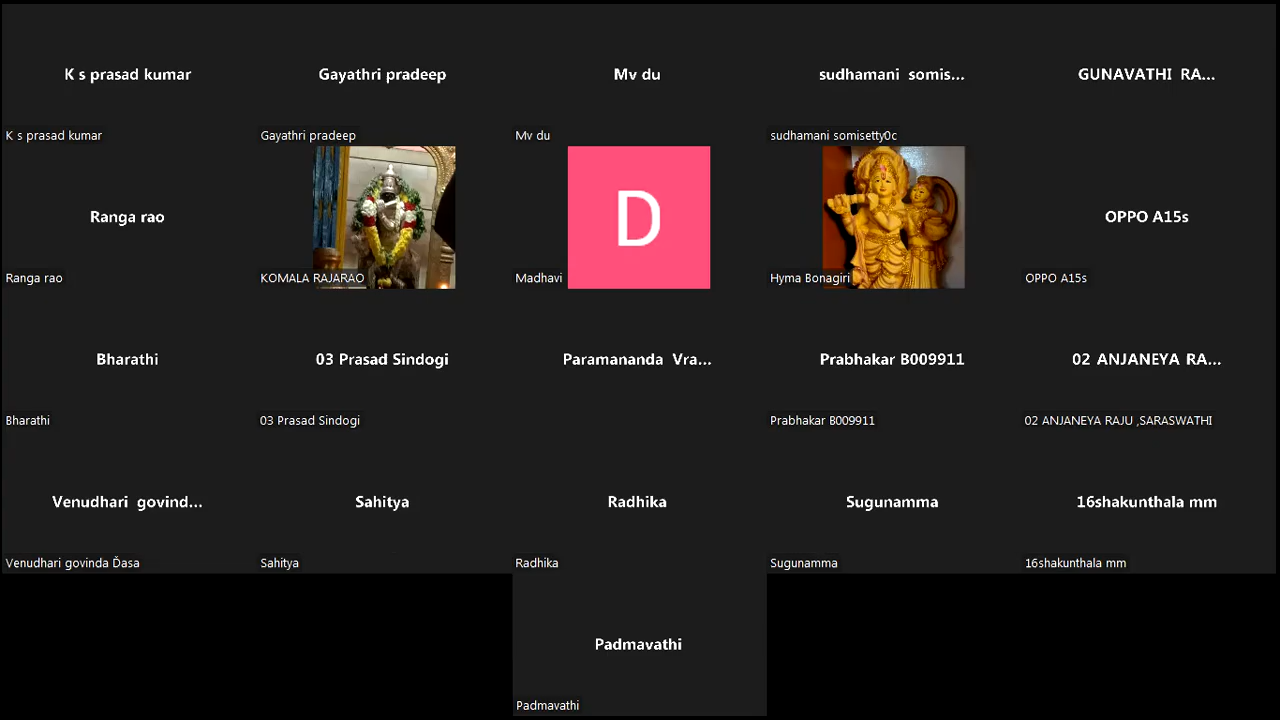 K s prasad kumar
Gayathri pradeep
Mv du
sudhamani somis...
GUNAVATHI RA...
K s prasad kumar
Gayathri pradeep
Mv du
sudhamani somisetty0c
Ranga rao
D
OPPO A15s
Ranga rao
KOMALA RAJARAO
Madhavi
Hyma Bonagiri
OPPO A15s
Bharathi
03 Prasad Sindogi
Paramananda Vra...
Prabhakar B009911
02 ANJANEYA RA...
Bharathi
03 Prasad Sindogi
Prabhakar B009911
02 ANJANEYA RAJU ,SARASWATHI
Venudhari govind...
Sahitya
Radhika
Sugunamma
16shakunthala mm
Venudhari govinda Ďasa
Sahitya
Radhika
Sugunamma
16shakunthala mm
Padmavathi
Padmavathi